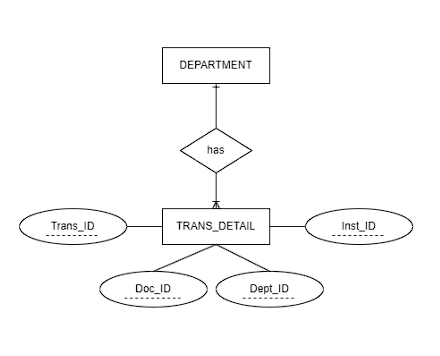 DEPARTMENT
has
Trans_ID
TRANS_DETAIL
Inst_ID
Doc_ID
Dept_ID